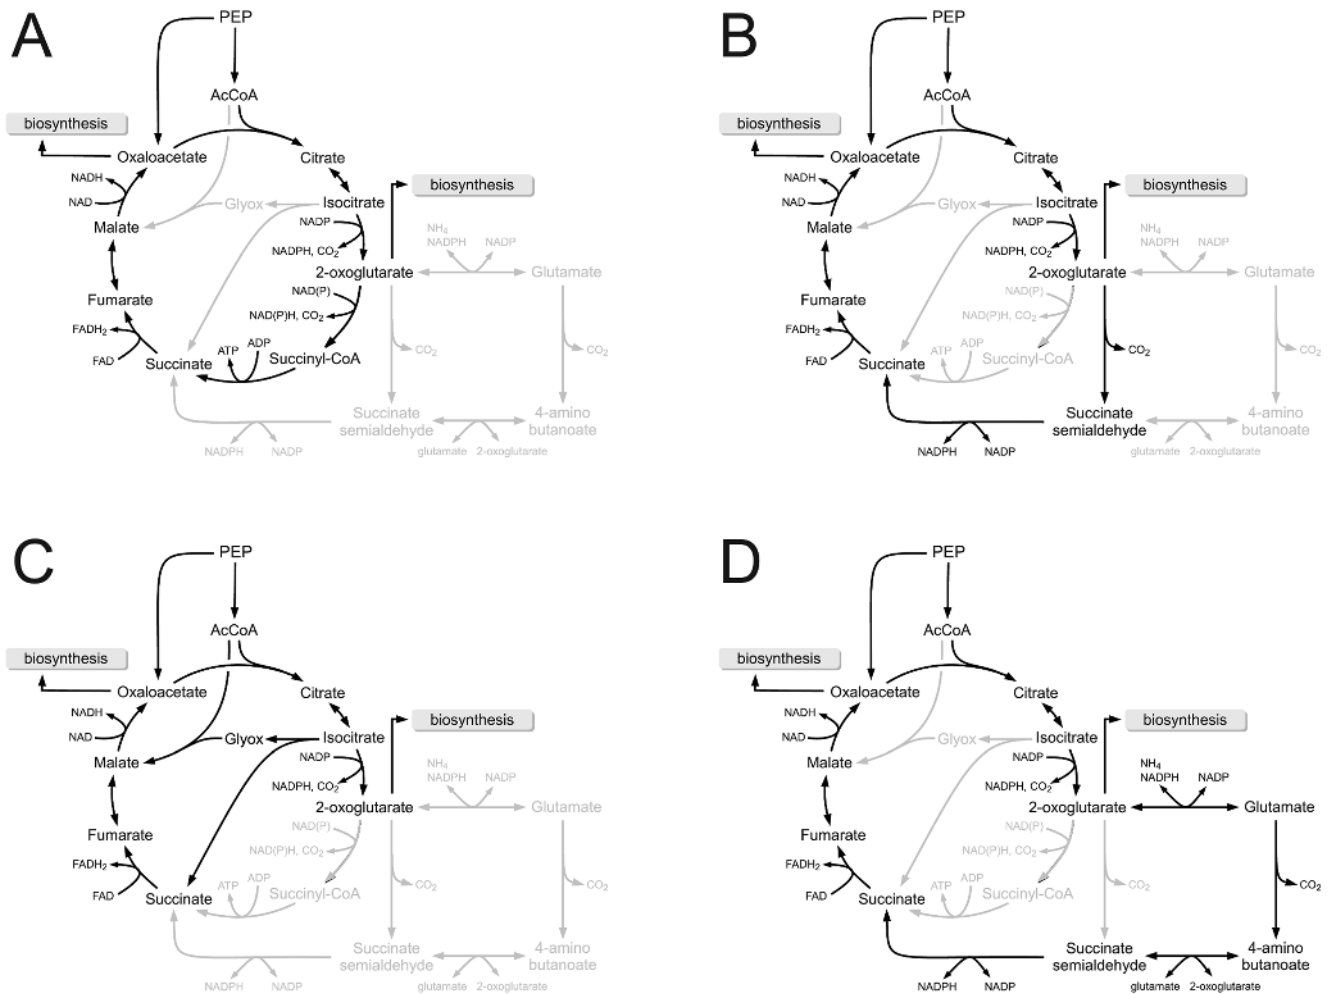 A
PEP
AcCoA
biosynthesis
Oxaloacetate
Citrate
NADH
NAD
Glyox
Isocitrate
biosynthesis
Malate
NADP
NADPH, CO2
NH4
NADPH
NADP
2-oxoglutarate
Glutamate
NAD(P)
NAD(P)H, CO2
Fumarate
FADH2
FAD
Succinate
ATP
ADP
Succinyl-CoA
CO2
CO2
Succinate
semialdehyde
4-amino
butanoate
NADPH
NADP
glutamate
2-oxoglutarate
B
PEP
AcCoA
biosynthesis
Oxaloacetate
Citrate
NADH
NAD
Glyox
Isocitrate
biosynthesis
Malate
NADP
NADPH, CO2
NH4
NADPH
NADP
2-oxoglutarate
Glutamate
NAD(P)
NAD(P)H, CO2
Fumarate
FADH2
FAD
Succinate
ATP
ADP
Succinyl-CoA
CO2
CO2
Succinate
semialdehyde
4-amino
butanoate
NADPH
NADP
glutamate
2-oxoglutarate
C
PEP
AcCoA
biosynthesis
Oxaloacetate
Citrate
NADH
NAD
Glyox
Isocitrate
biosynthesis
Malate
NADP
NADPH, CO2
NH4
NADPH
NADP
2-oxoglutarate
Glutamate
NAD(P)
NAD(P)H, CO2
Fumarate
FADH2
FAD
Succinate
ATP
ADP
Succinyl-CoA
CO2
CO2
Succinate
semialdehyde
4-amino
butanoate
NADPH
NADP
glutamate
2-oxoglutarate
D
PEP
AcCoA
biosynthesis
Oxaloacetate
Citrate
NADH
NAD
Glyox
Isocitrate
biosynthesis
Malate
NADP
NADPH, CO2
NH4
NADPH
NADP
2-oxoglutarate
Glutamate
NAD(P)
NAD(P)H, CO2
Fumarate
FADH2
FAD
Succinate
ATP
ADP
Succinyl-CoA
CO2
CO2
Succinate
semialdehyde
4-amino
butanoate
NADPH
NADP
glutamate
2-oxoglutarate